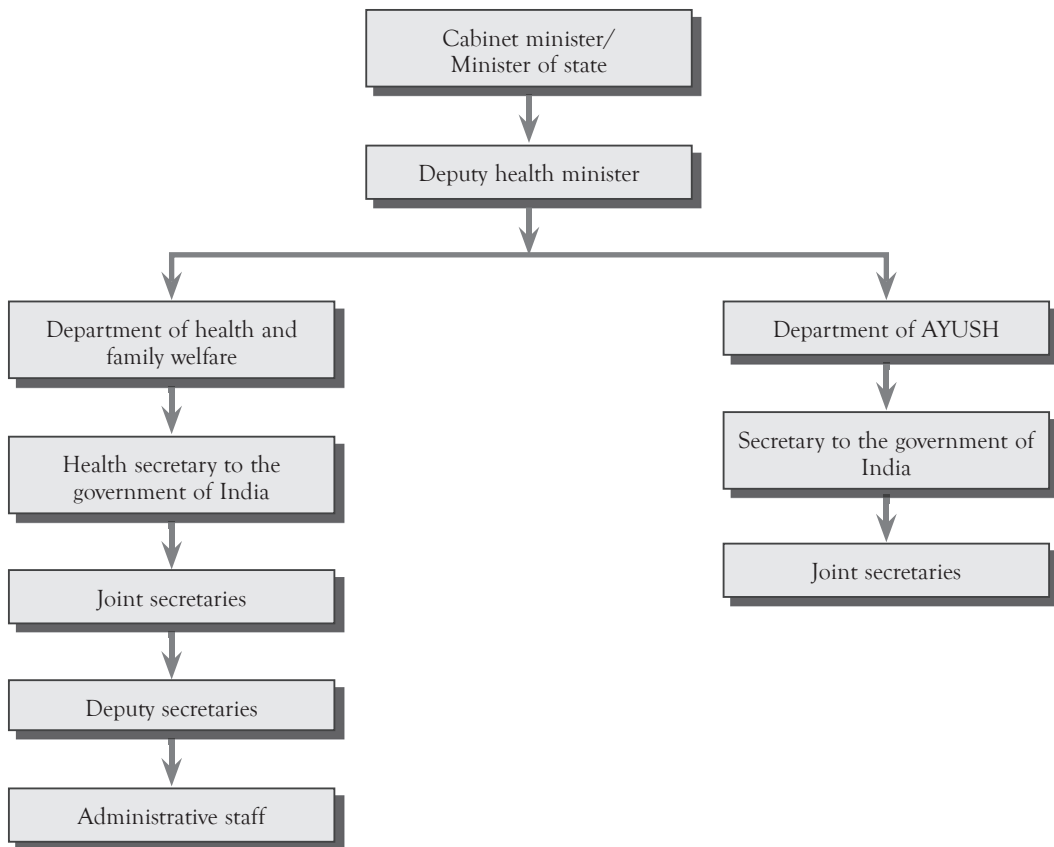 Cabinet minister/
Minister of state
Deputy health minister
Department of health and
family welfare
Health secretary to the
government of India
Joint secretaries
Deputy secretaries
Administrative staff
Department of AYUSH
Secretary to the government of
India
Joint secretaries